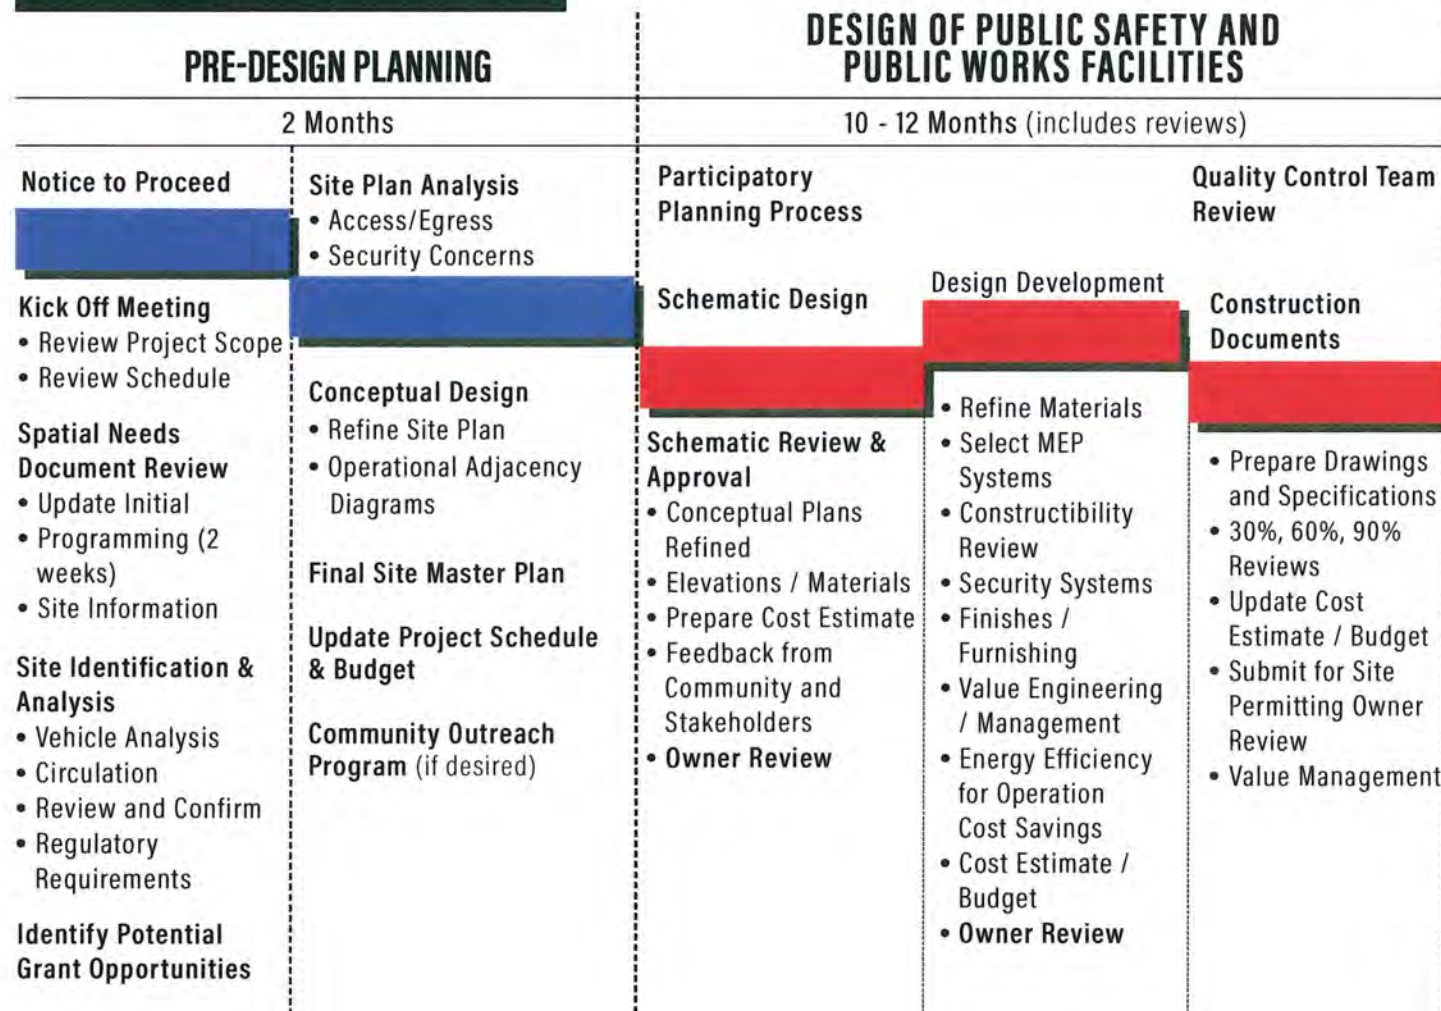 PRE-DESIGN PLANNING
2 Months
Notice to Proceed
Kick Off Meeting
• Review Project Scope
• Review Schedule
Spatial Needs
Document Review
• Update Initial
• Programming (2
weeks)
• Site Information
Site Identification &
Analysis
• Vehicle Analysis
• Circulation
• Review and Confirm
• Regulatory
Requirements
Identify Potential
Grant Opportunities
Site Plan Analysis
• Access/Egress
• Security Concerns
Conceptual Design
• Refine Site Plan
• Operational Adjacency
Diagrams
Final Site Master Plan
Update Project Schedule
& Budget
Community Outreach
Program (if desired)
DESIGN OF PUBLIC SAFETY AND
PUBLIC WORKS FACILITIES
10 - 12 Months (includes reviews)
Participatory
Planning Process
Schematic Design
Schematic Review &
Approval
• Conceptual Plans
Refined
• Elevations / Materials
• Prepare Cost Estimate
• Feedback from
Community and
Stakeholders
• Owner Review
Design Development
• Refine Materials
• Select MEP
Systems
• Constructibility
Review
• Security Systems
• Finishes /
Furnishing
• Value Engineering
/ Management
• Energy Efficiency
for Operation
Cost Savings
• Cost Estimate /
Budget
• Owner Review
Quality Control Team
Review
Construction
Documents
• Prepare Drawings
and Specifications
• 30%, 60%, 90%
Reviews
• Update Cost
Estimate / Budget
• Submit for Site
Permitting Owner
Review
• Value Management